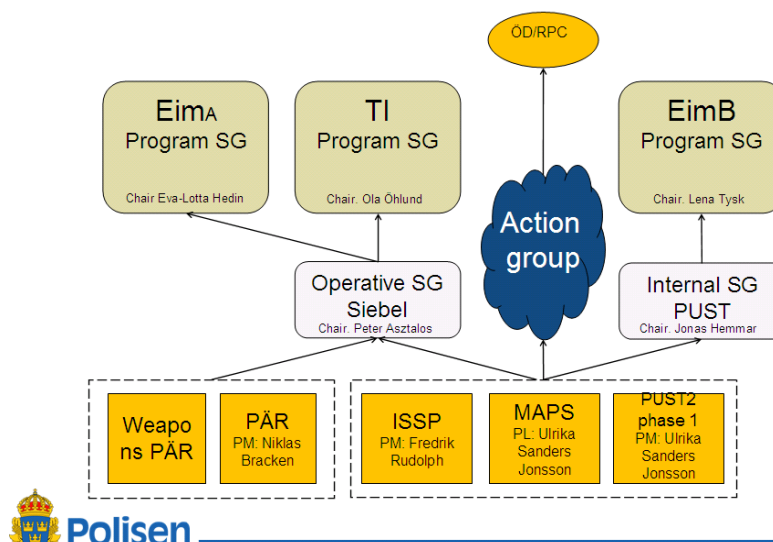 ÖD/RPC
EimA
Program SG
Chair Eva-Lotta Hedin
TI
Program SG
Chair. Ola Öhlund
EimB
Program SG
Chair. Lena Tysk
Action
group
Operative SG
Siebel
Chair. Peter Asztalos
Internal SG
PUST
Chair. Jonas Hemmar
Weapo
ns PÄR
PÄR
PM: Niklas
Bracken
ISSP
PM: Fredrik
Rudolph
MAPS
PL: Ulrika
Sanders
Jonsson
PUST2
phase 1
PM: Ulrika
Sanders
Jonsson
Polisen